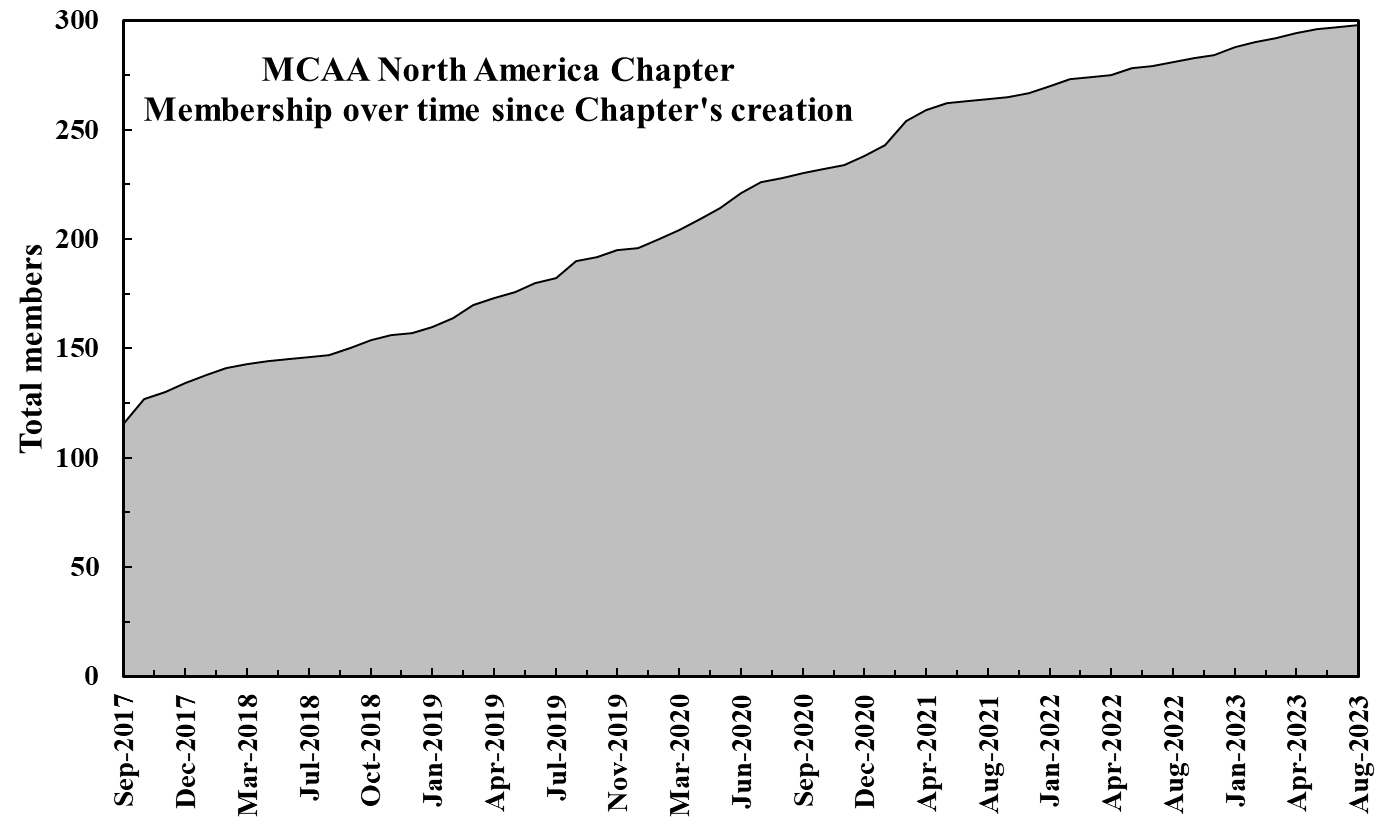 MCAA North America Chapter
Membership over time since Chapter's creation
Total members
300
250
200
150
100
50
0
Sep-2017
Dec-2017
Mar-2018
Jul-2018
Oct-2018
Jan-2019
Apr-2019
Jul-2019
Nov-2019
Mar-2020
Jun-2020
Sep-2020
Dec-2020
Apr-2021
Aug-2021
Jan-2022
Apr-2022
Aug-2022
Jan-2023
Apr-2023
Aug-2023